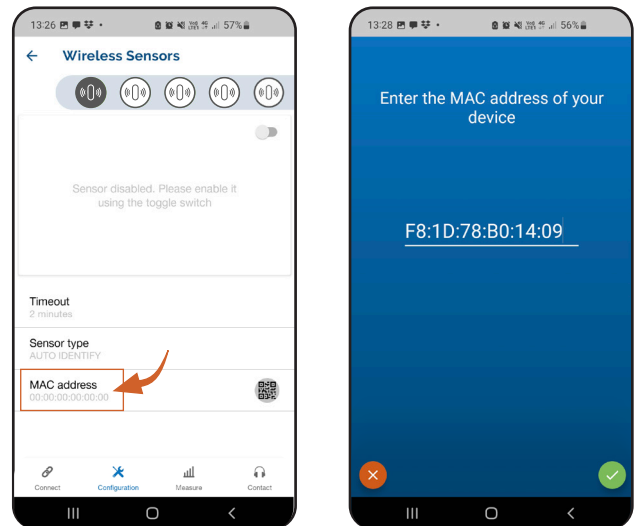 13:26
57%
Wireless Sensors
Sensor disabled. Please enable it
using the toggle switch
Timeout
2 minutes
Sensor type
AUTO IDENTIFY
MAC address
00:00:00:00:00:00
Connect
Configuration
Measure
Contact
13:28
56%
Enter the MAC address of your
device
F8:1D:78:B0:14:09